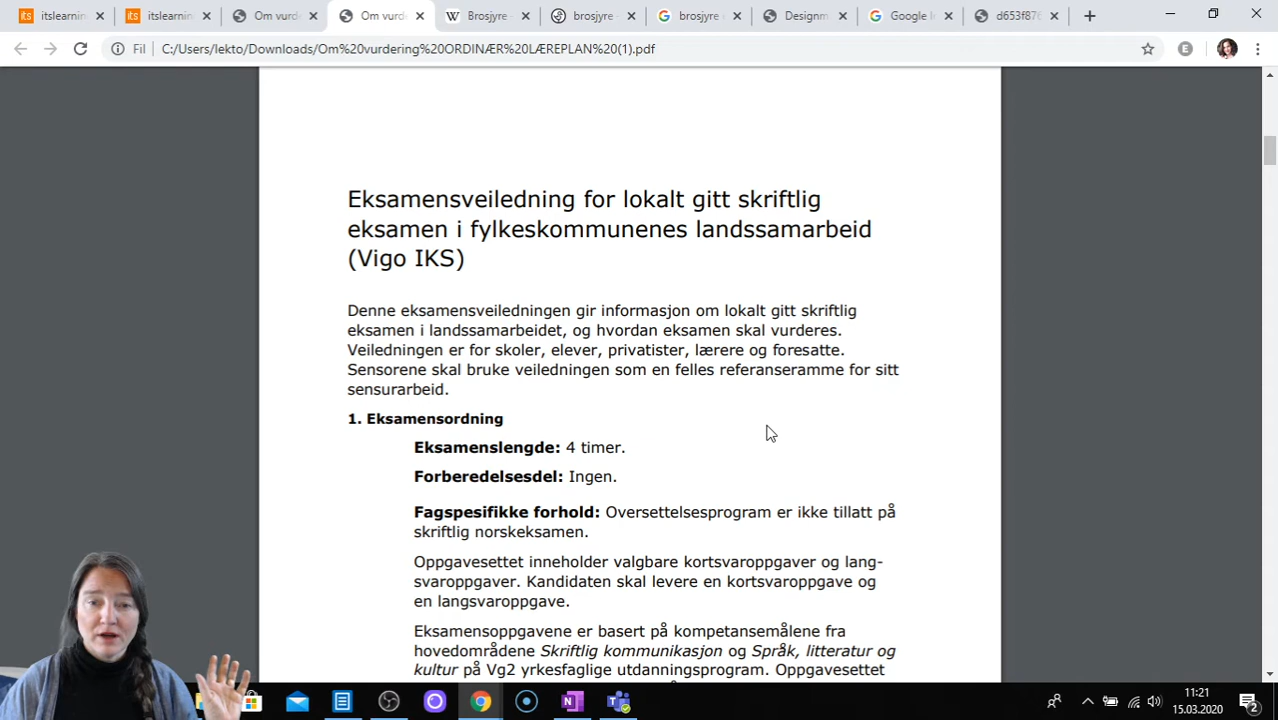 itslearning
itslearning
Om vurde
Om vurde
Brosjyre -
brosjyre -
brosjyre
Designm
Google
d653f876
Fil
C:/Users/lekto/Downloads/Om%20vurdering%20ORDINÆR%20LÆREPLAN%20(1).pdf
E
Eksamensveiledning for lokalt gitt skriftlig
eksamen i fylkeskommunenes landssamarbeid
(Vigo IKS)
Denne eksamensveiledningen gir informasjon om lokalt gitt skriftlig
eksamen i landssamarbeidet, og hvordan eksamen skal vurderes.
Veiledningen er for skoler, elever, privatister, lærere og foresatte.
Sensorene skal bruke veiledningen som en felles referanseramme for sitt
sensurarbeid.
1. Eksamensordning
Eksamenslengde: 4 timer.
Forberedelsesdel: Ingen.
Fagspesifikke forhold: Oversettelsesprogram er ikke tillatt på
skriftlig norskeksamen.
Oppgavesettet inneholder valgbare kortsvaroppgaver og lang-
svaroppgaver. Kandidaten skal levere en kortsvaroppgave og
en langsvaroppgave.
Eksamensoppgavene er basert på kompetansemålene fra
hovedområdene Skriftlig kommunikasjon og Språk, litteratur og
kultur på Vg2 yrkesfaglige utdanningsprogram. Oppgavesettet
11:21
15.03.2020
2